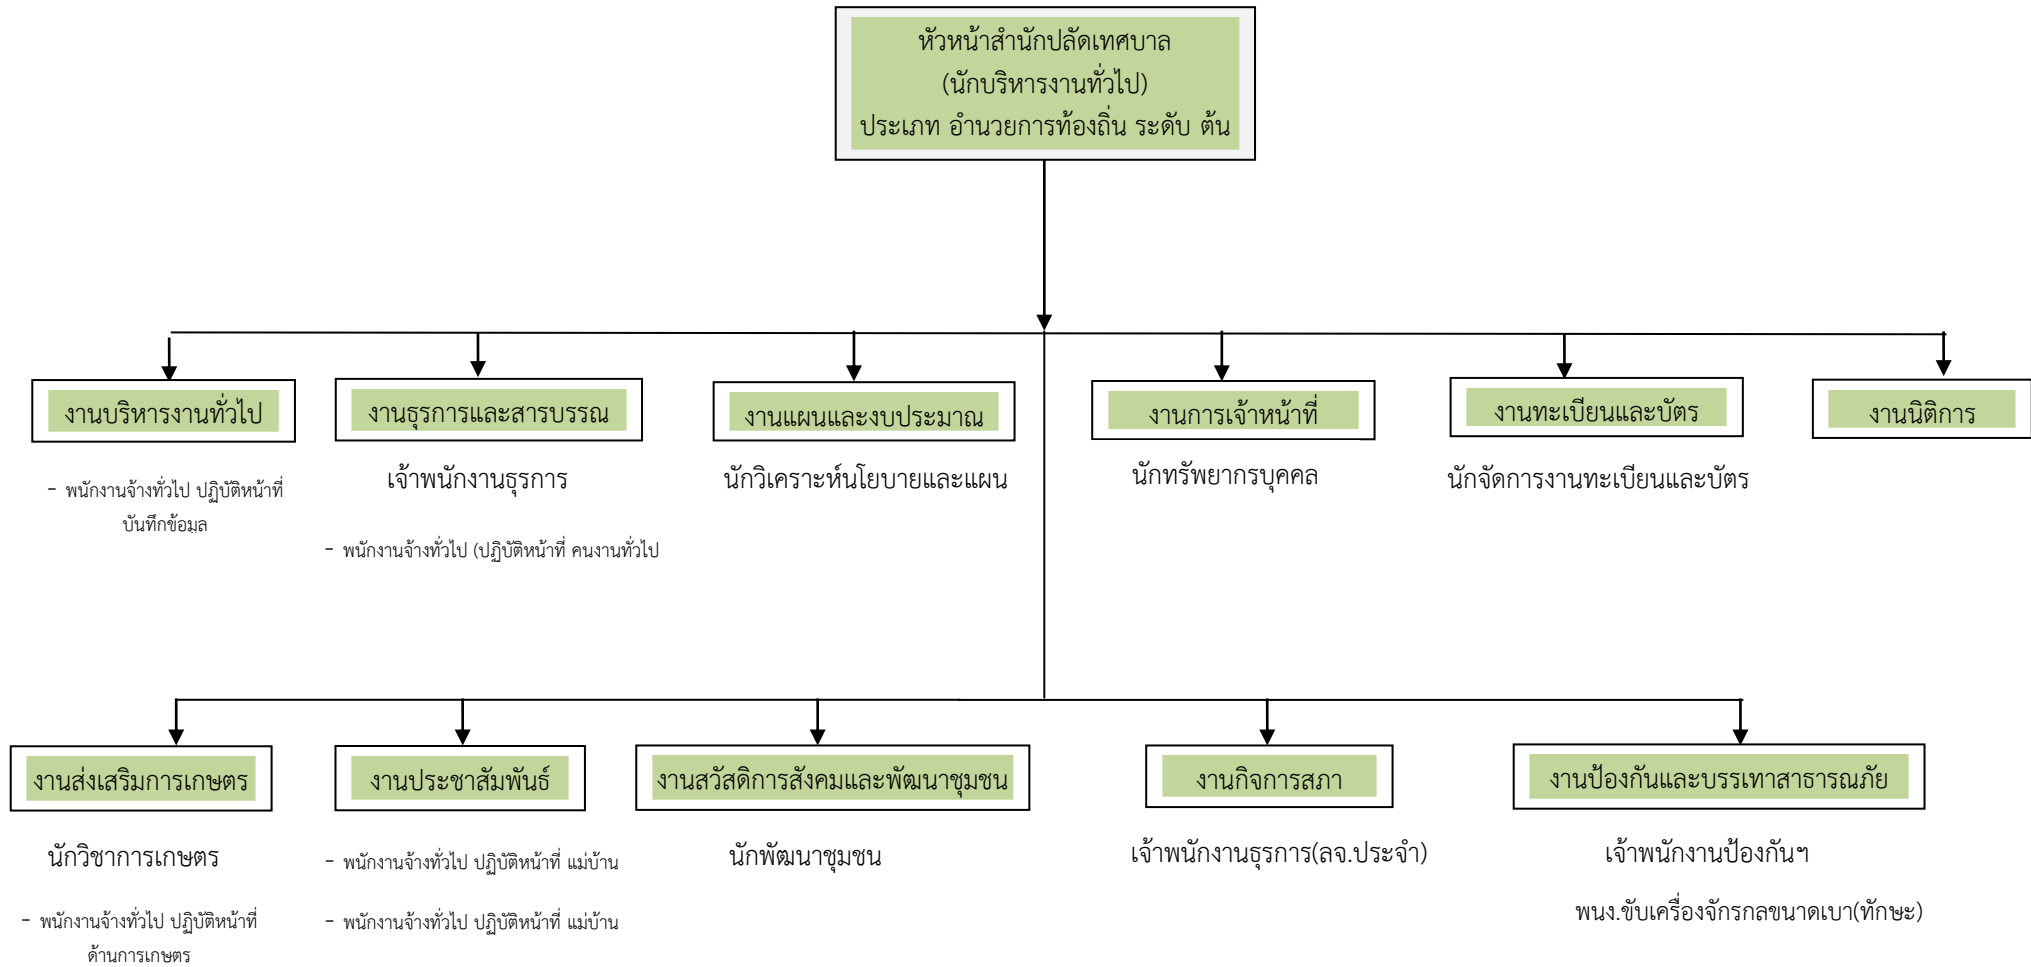 หัวหน้าสำนักปลัดเทศบาล
(นักบริหารงานทั่วไป)
ประเภท อำนวยการท้องถิ่น ระดับ ต้น
งานบริหารงานทั่วไป
งานธุรการและสารบรรณ
งานแผนและงบประมาณ
งานการเจ้าหน้าที่
งานทะเบียนและบัตร
งานนิติการ
- พนักงานจ้างทั่วไป ปฏิบัติหน้าที่
บันทึกข้อมูล
เจ้าพนักงานธุรการ
- พนักงานจ้างทั่วไป (ปฏิบัติหน้าที่ คนงานทั่วไป
นักวิเคราะห์นโยบายและแผน
นักทรัพยากรบุคคล
นักจัดการงานทะเบียนและบัตร
งานส่งเสริมการเกษตร
งานประชาสัมพันธ์
งานสวัสดิการสังคมและพัฒนาชุมชน
งานกิจการสภา
งานป้องกันและบรรเทาสาธารณภัย
นักวิชาการเกษตร
- พนักงานจ้างทั่วไป ปฏิบัติหน้าที่
ด้านการเกษตร
- พนักงานจ้างทั่วไป ปฏิบัติหน้าที่ แม่บ้าน
- พนักงานจ้างทั่วไป ปฏิบัติหน้าที่ แม่บ้าน
นักพัฒนาชุมชน
เจ้าพนักงานธุรการ(ลจ.ประจำ)
เจ้าพนักงานป้องกันฯ
พนง.ขับเครื่องจักรกลขนาดเบา(ทักษะ)